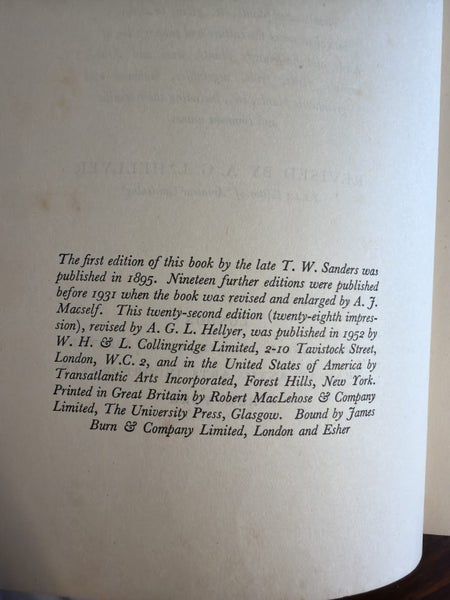 The first edition of this book by the late T. W. Sanders was
published in 1895. Nineteen further editions were published
before 1931 when the book was revised and enlarged by A. J.
Macself. This twenty-second edition (twenty-eighth impres-
sion), revised by A. G. L. Hellyer, was published in 1952 by
W. H. & L. Collingridge Limited, 2-10 Tavistock Street,
London, W.C. 2, and in the United States of America by
Transatlantic Arts Incorporated, Forest Hills, New York.
Printed in Great Britain by Robert MacLehose & Company
Limited, The University Press, Glasgow. Bound by James
Burn & Company Limited, London and Esher